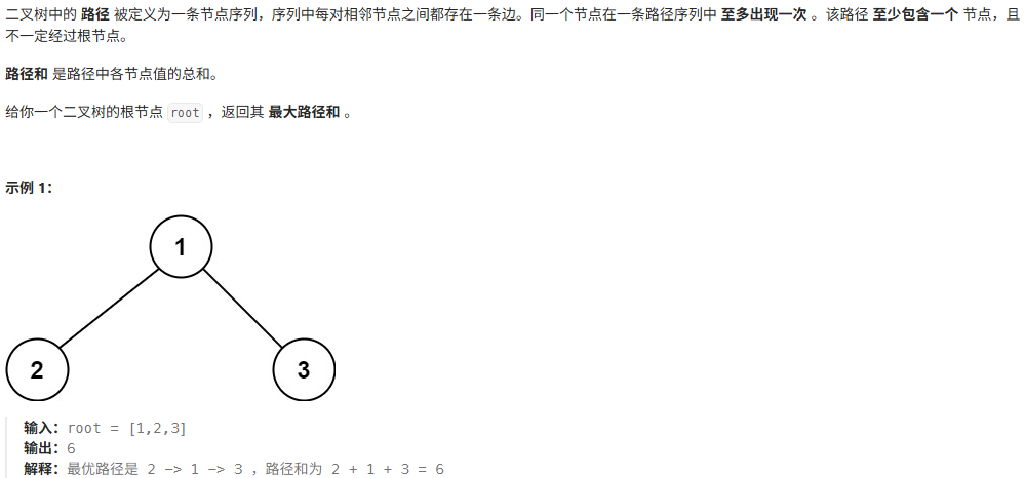 二叉树中的 路径 被定义为一条节点序列，序列中每对相邻节点之间都存在一条边。同一个节点在一条路径序列中 至多出现一次 。该路径 至少包含一个 节点，且
不一定经过根节点。
路径和 是路径中各节点值的总和。
给你一个二叉树的根节点 root ，返回其 最大路径和 。
示例 1：
1
2
3
输入：root = [1,2,3]
输出：6
解释：最优路径是 2 -> 1 -> 3 ，路径和为 2 + 1 + 3 = 6